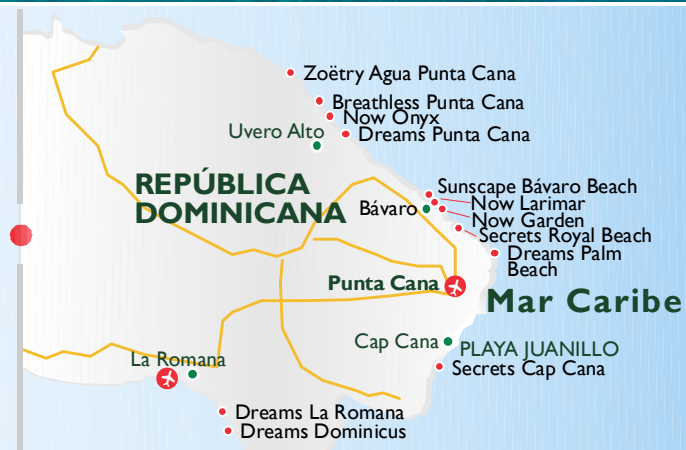 Zoëtry Agua Punta Cana
Breathless Punta Cana
Now Onyx
Uvero Alto
Dreams Punta Cana
REPÚBLICA
DOMINICANA
Sunscape Bávaro Beach
Now Larimar
Bávaro
Now Garden
Secrets Royal Beach
Dreams Palm
Beach
Punta Cana
Mar Caribe
Cap Cana
PLAYA JUANILLO
La Romana
Secrets Cap Cana
Dreams La Romana
Dreams Dominicus